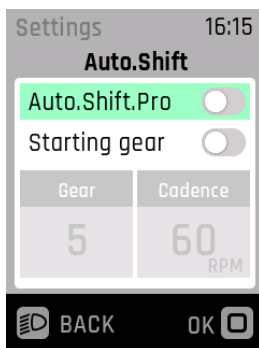 Settings 16:15
Auto.Shift
Auto.Shift.Pro
Starting gear
Gear Cadence
5 60
RPM
BACK OK